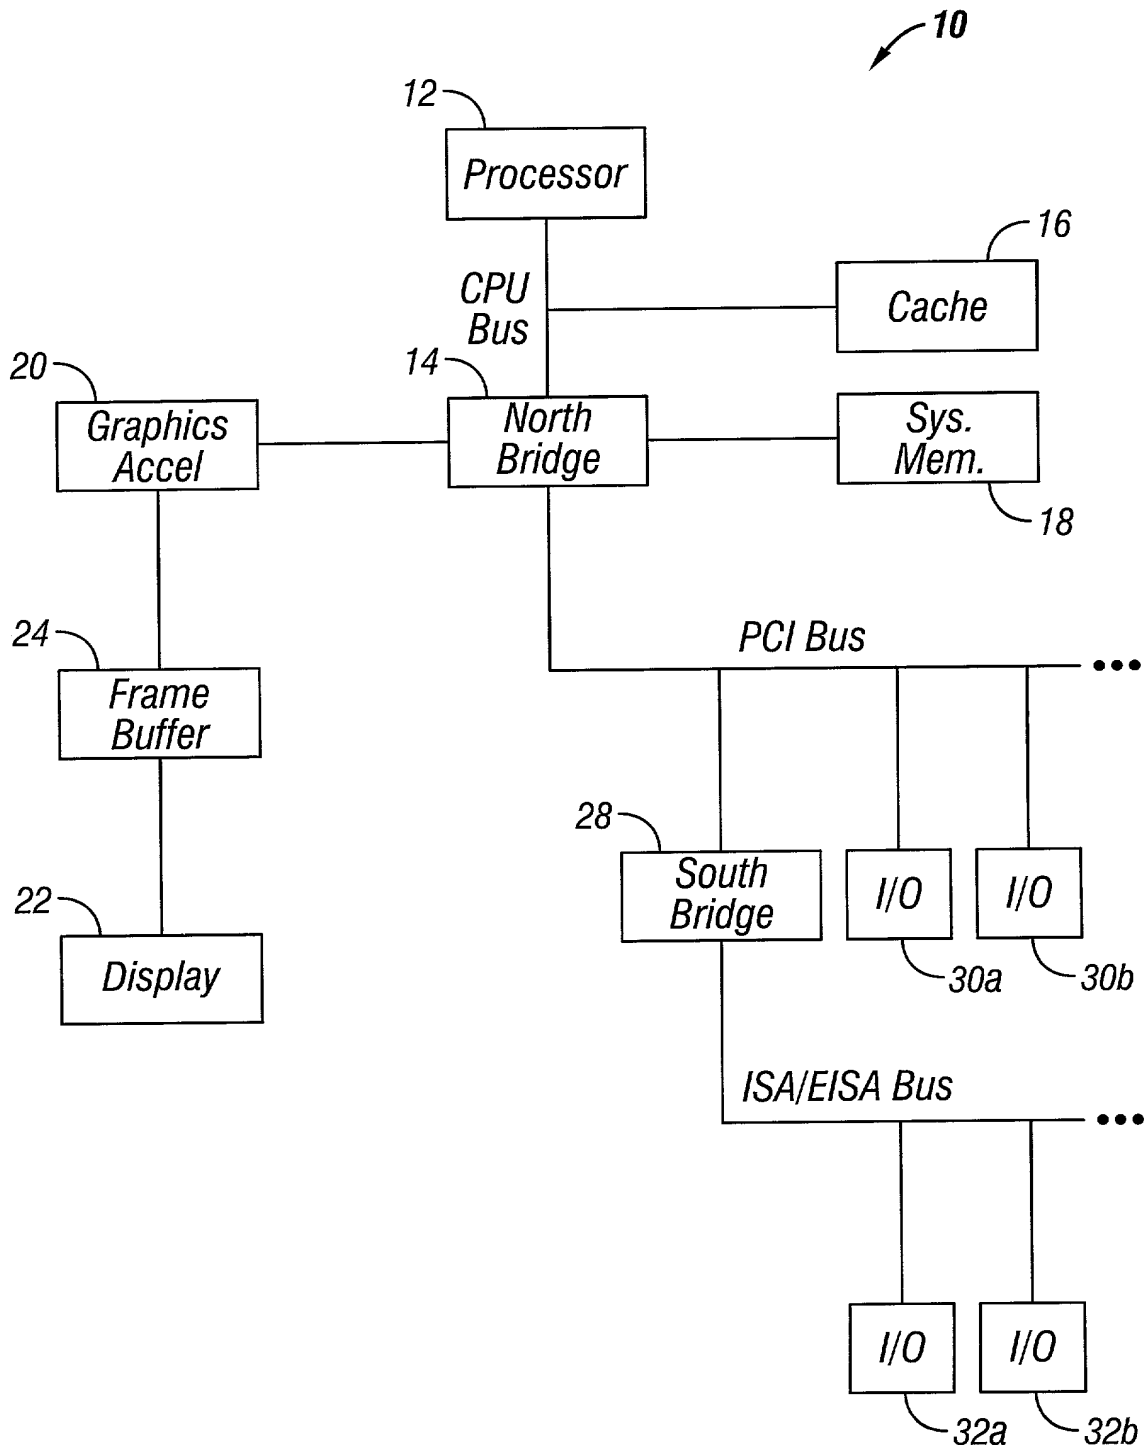 10
12
Processor
16
CPU
Bus
Cache
14
20
North
Bridge
Graphics
Accel
Sys.
Mem.
18
24
PCI Bus
Frame
Buffer
28
South
Bridge
I/O
I/O
22
Display
30a
30b
ISA/EISA Bus
I/O
I/O
32a
32b